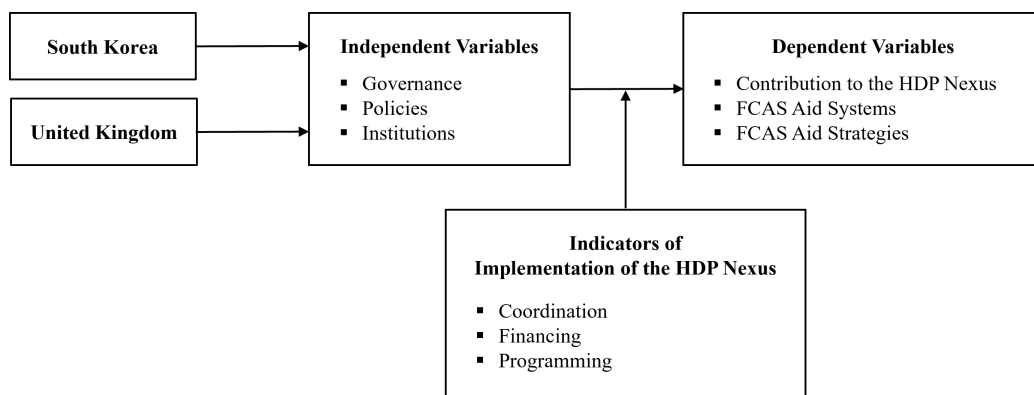 South Korea
United Kingdom
Independent Variables
▪ Governance
▪ Policies
▪ Institutions
Dependent Variables
▪ Contribution to the HDP Nexus
▪ FCAS Aid Systems
▪ FCAS Aid Strategies
Indicators of
Implementation of the HDP Nexus
▪ Coordination
▪ Financing
▪ Programming